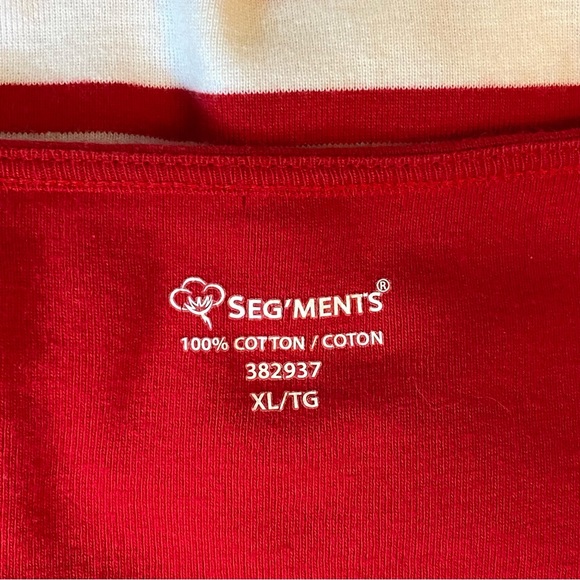 SEG'MENTS®
100% COTTON / COTON
382937
XL/TG